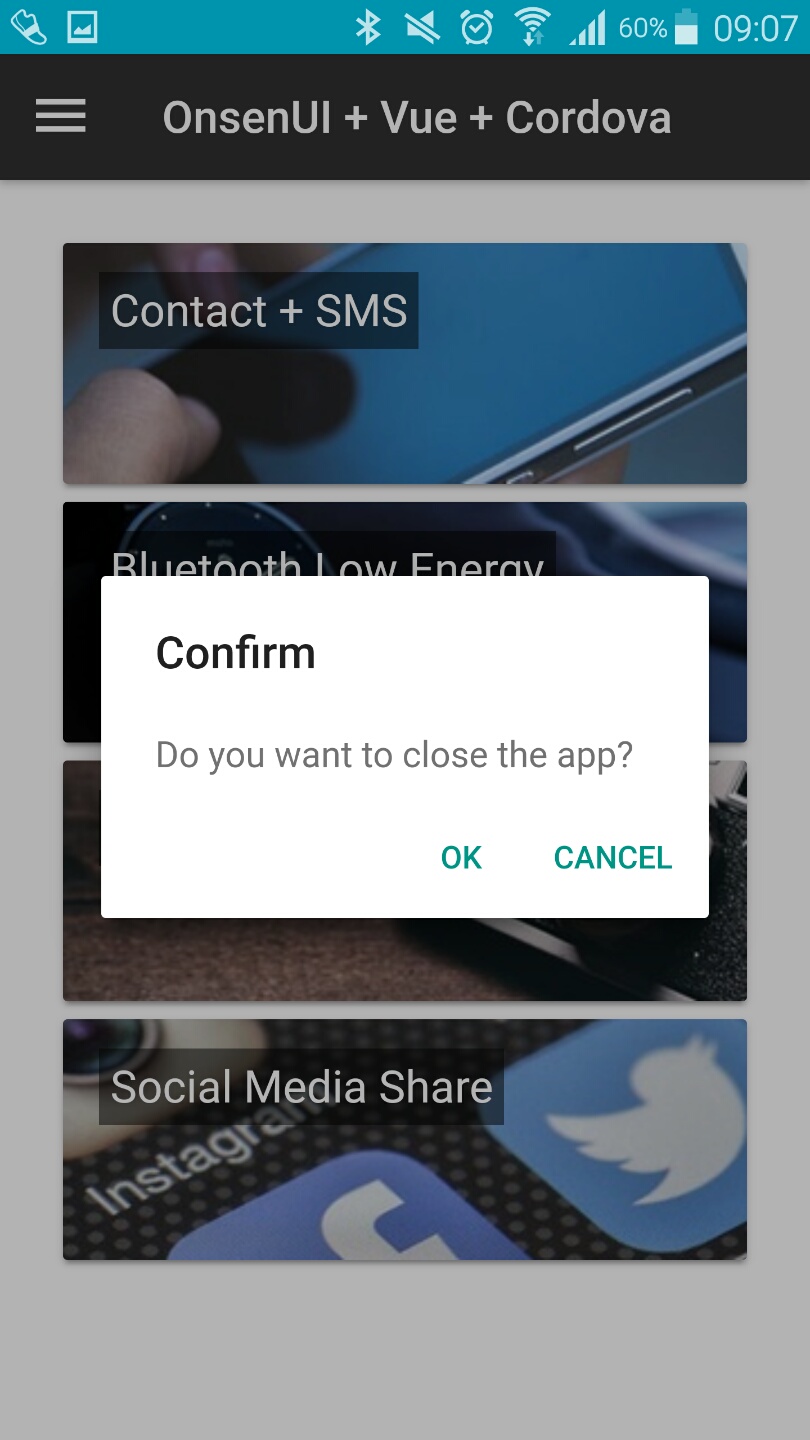 60% 09:07
OnsenUI + Vue + Cordova
Contact + SMS
Bluetooth Low Energy
Confirm
Do you want to close the app?
OK CANCEL
Social Media Share
Instagram